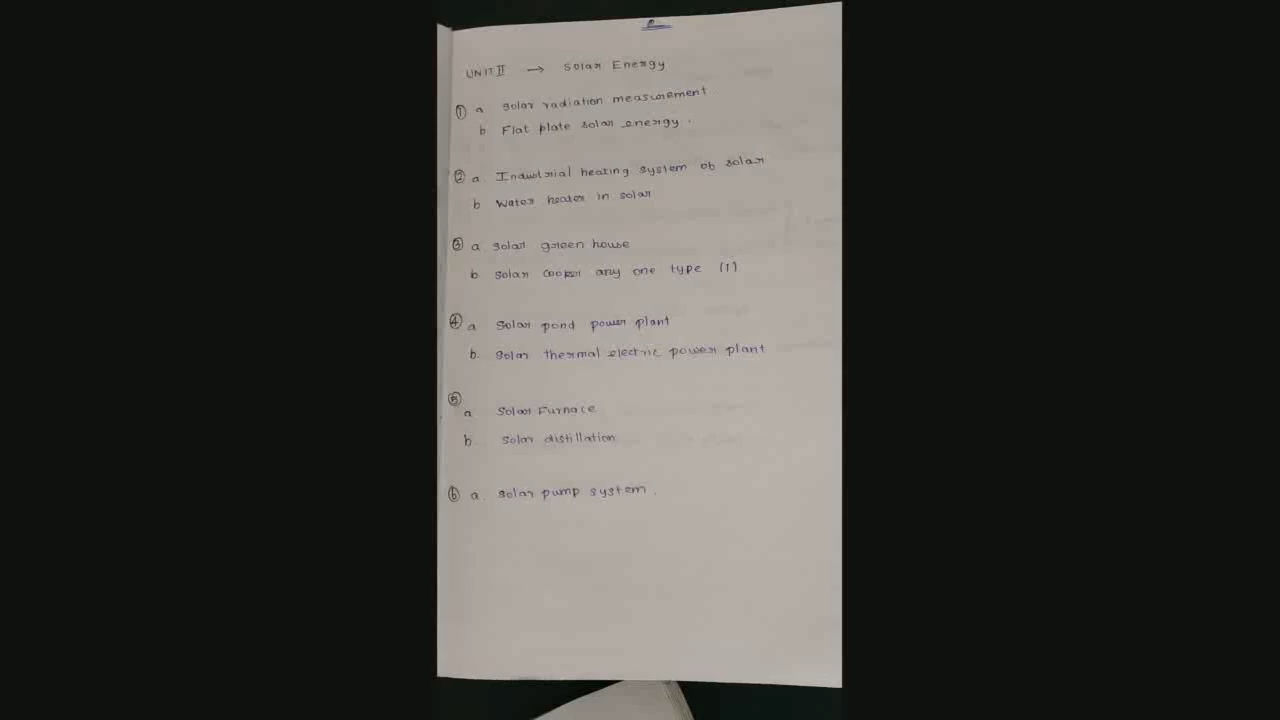 UNIT II → Solar Energy
① a Solar radiation measurement
b Flat plate solar energy.
② a. Industrial heating system of solar
b Water heater in solar
③ a solar green house
b Solar cooker any one type (1)
④ a Solar pond power plant
b. Solar thermal electric power plant
⑤
a Solar Furnace
b. Solar distillation
⑥ a. Solar pump system.